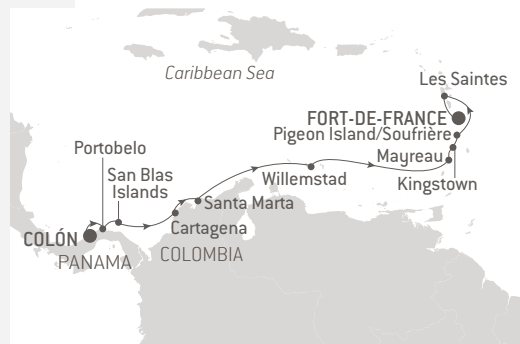 Caribbean Sea
Les Saintes
FORT-DE-FRANCE
Pigeon Island/Soufrière
Portobelo
Mayreau
San Blas
Islands
Willemstad
Kingstown
Santa Marta
Cartagena
COLÓN
COLOMBIA
PANAMA